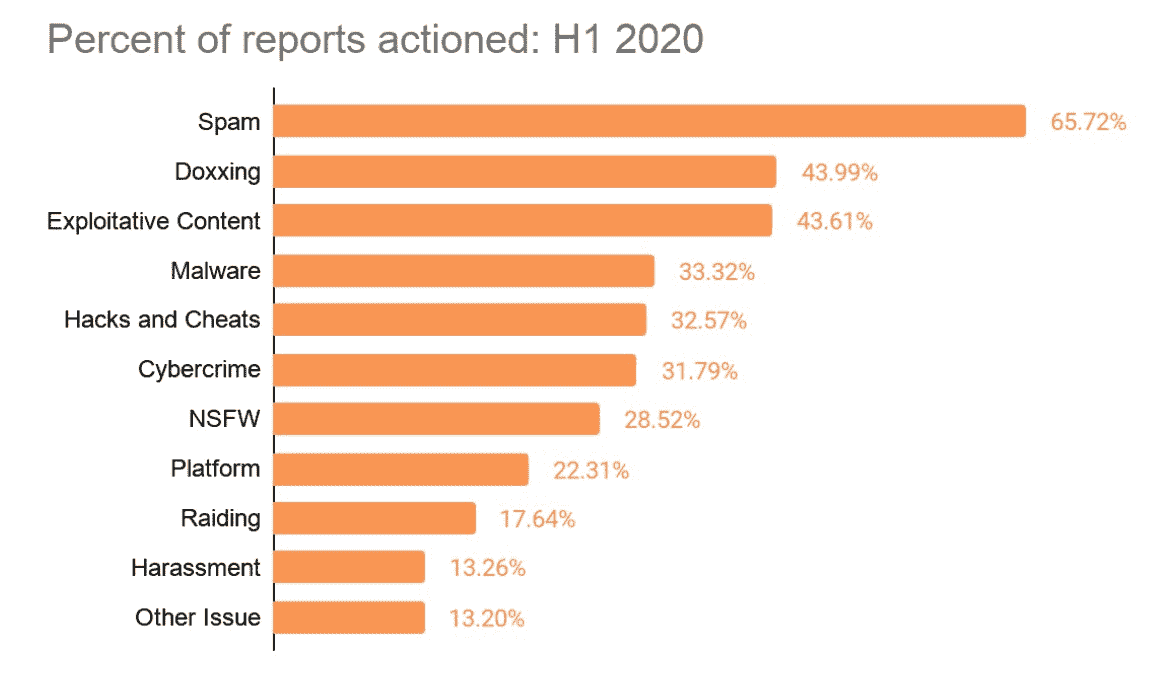 Percent of reports actioned: H1 2020
Spam 65.72%
Doxxing 43.99%
Exploitative Content 43.61%
Malware 33.32%
Hacks and Cheats 32.57%
Cybercrime 31.79%
NSFW 28.52%
Platform 22.31%
Raiding 17.64%
Harassment 13.26%
Other Issue 13.20%